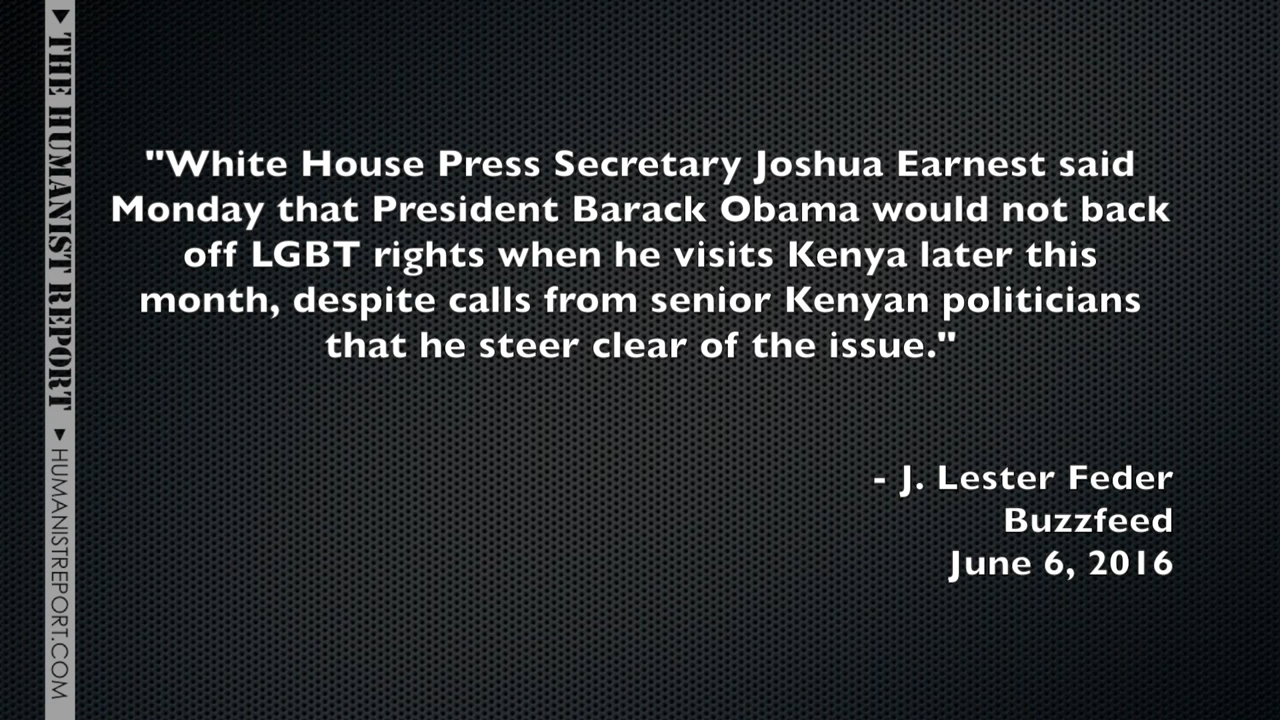 ▼ THE HUMANIST REPORT ▼ HUMANISTREPORT.COM
"White House Press Secretary Joshua Earnest said
Monday that President Barack Obama would not back
off LGBT rights when he visits Kenya later this
month, despite calls from senior Kenyan politicians
that he steer clear of the issue."
- J. Lester Feder
Buzzfeed
June 6, 2016